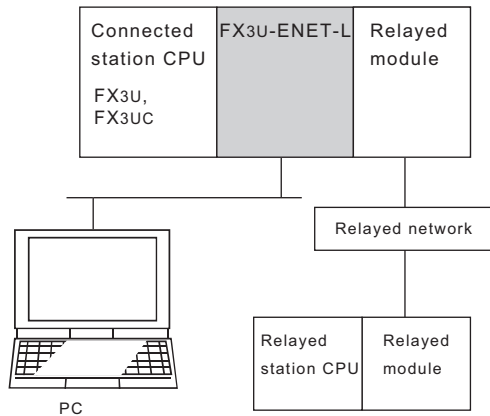 Connected
station CPU
FX3U,
FX3UC
FX3U-ENET-L
Relayed
module
Relayed network
Relayed
station CPU
Relayed
module
PC